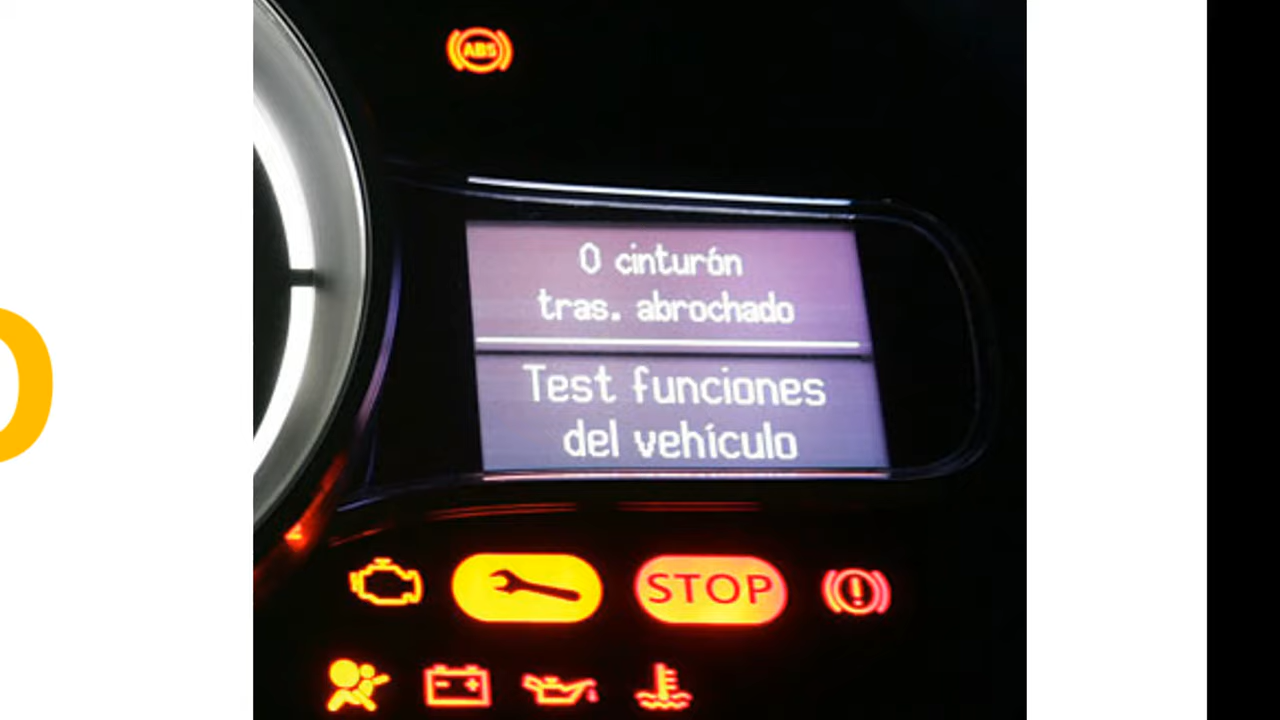 ABS
0 cinturón
tras. abrochado
Test funciones
del vehículo
STOP